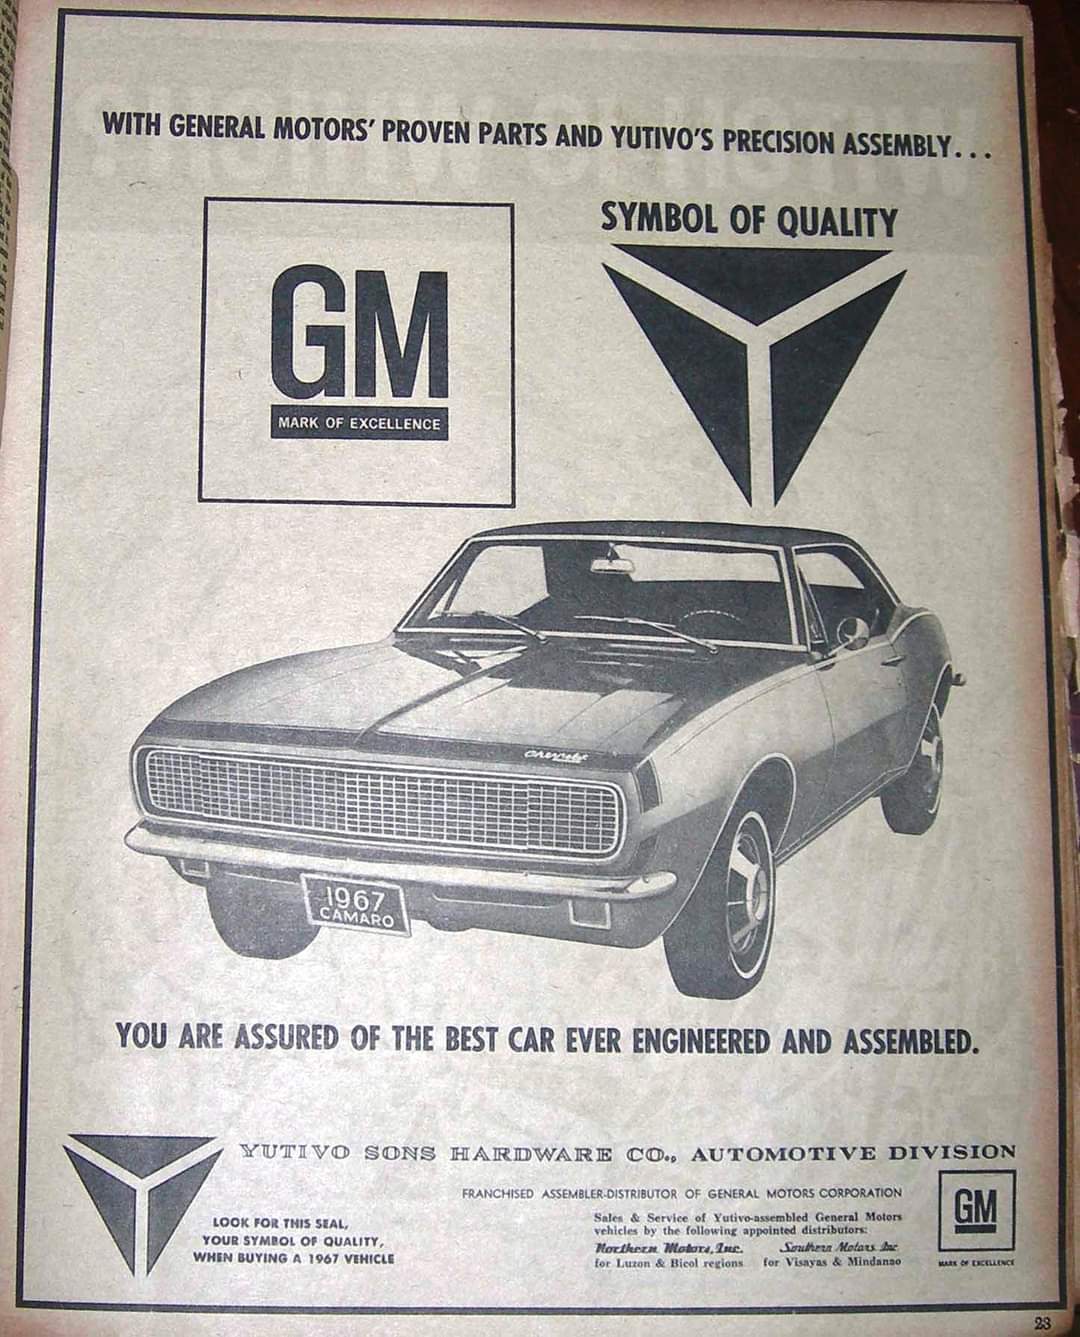 WITH GENERAL MOTORS' PROVEN PARTS AND YUTIVO'S PRECISION ASSEMBLY...
GM
MARK OF EXCELLENCE
SYMBOL OF QUALITY
Chevrolet
1967
CAMARO
YOU ARE ASSURED OF THE BEST CAR EVER ENGINEERED AND ASSEMBLED.
YUTIVO SONS HARDWARE CO., AUTOMOTIVE DIVISION
FRANCHISED ASSEMBLER-DISTRIBUTOR OF GENERAL MOTORS CORPORATION
LOOK FOR THIS SEAL,
YOUR SYMBOL OF QUALITY,
WHEN BUYING A 1967 VEHICLE
Sales & Service of Yutivo-assembled General Motors
vehicles by the following appointed distributors:
Northern Motors, Inc.
for Luzon & Bicol regions
Southern Motors Inc
for Visayas & Mindanao
GM
MARK OF EXCELLENCE
23